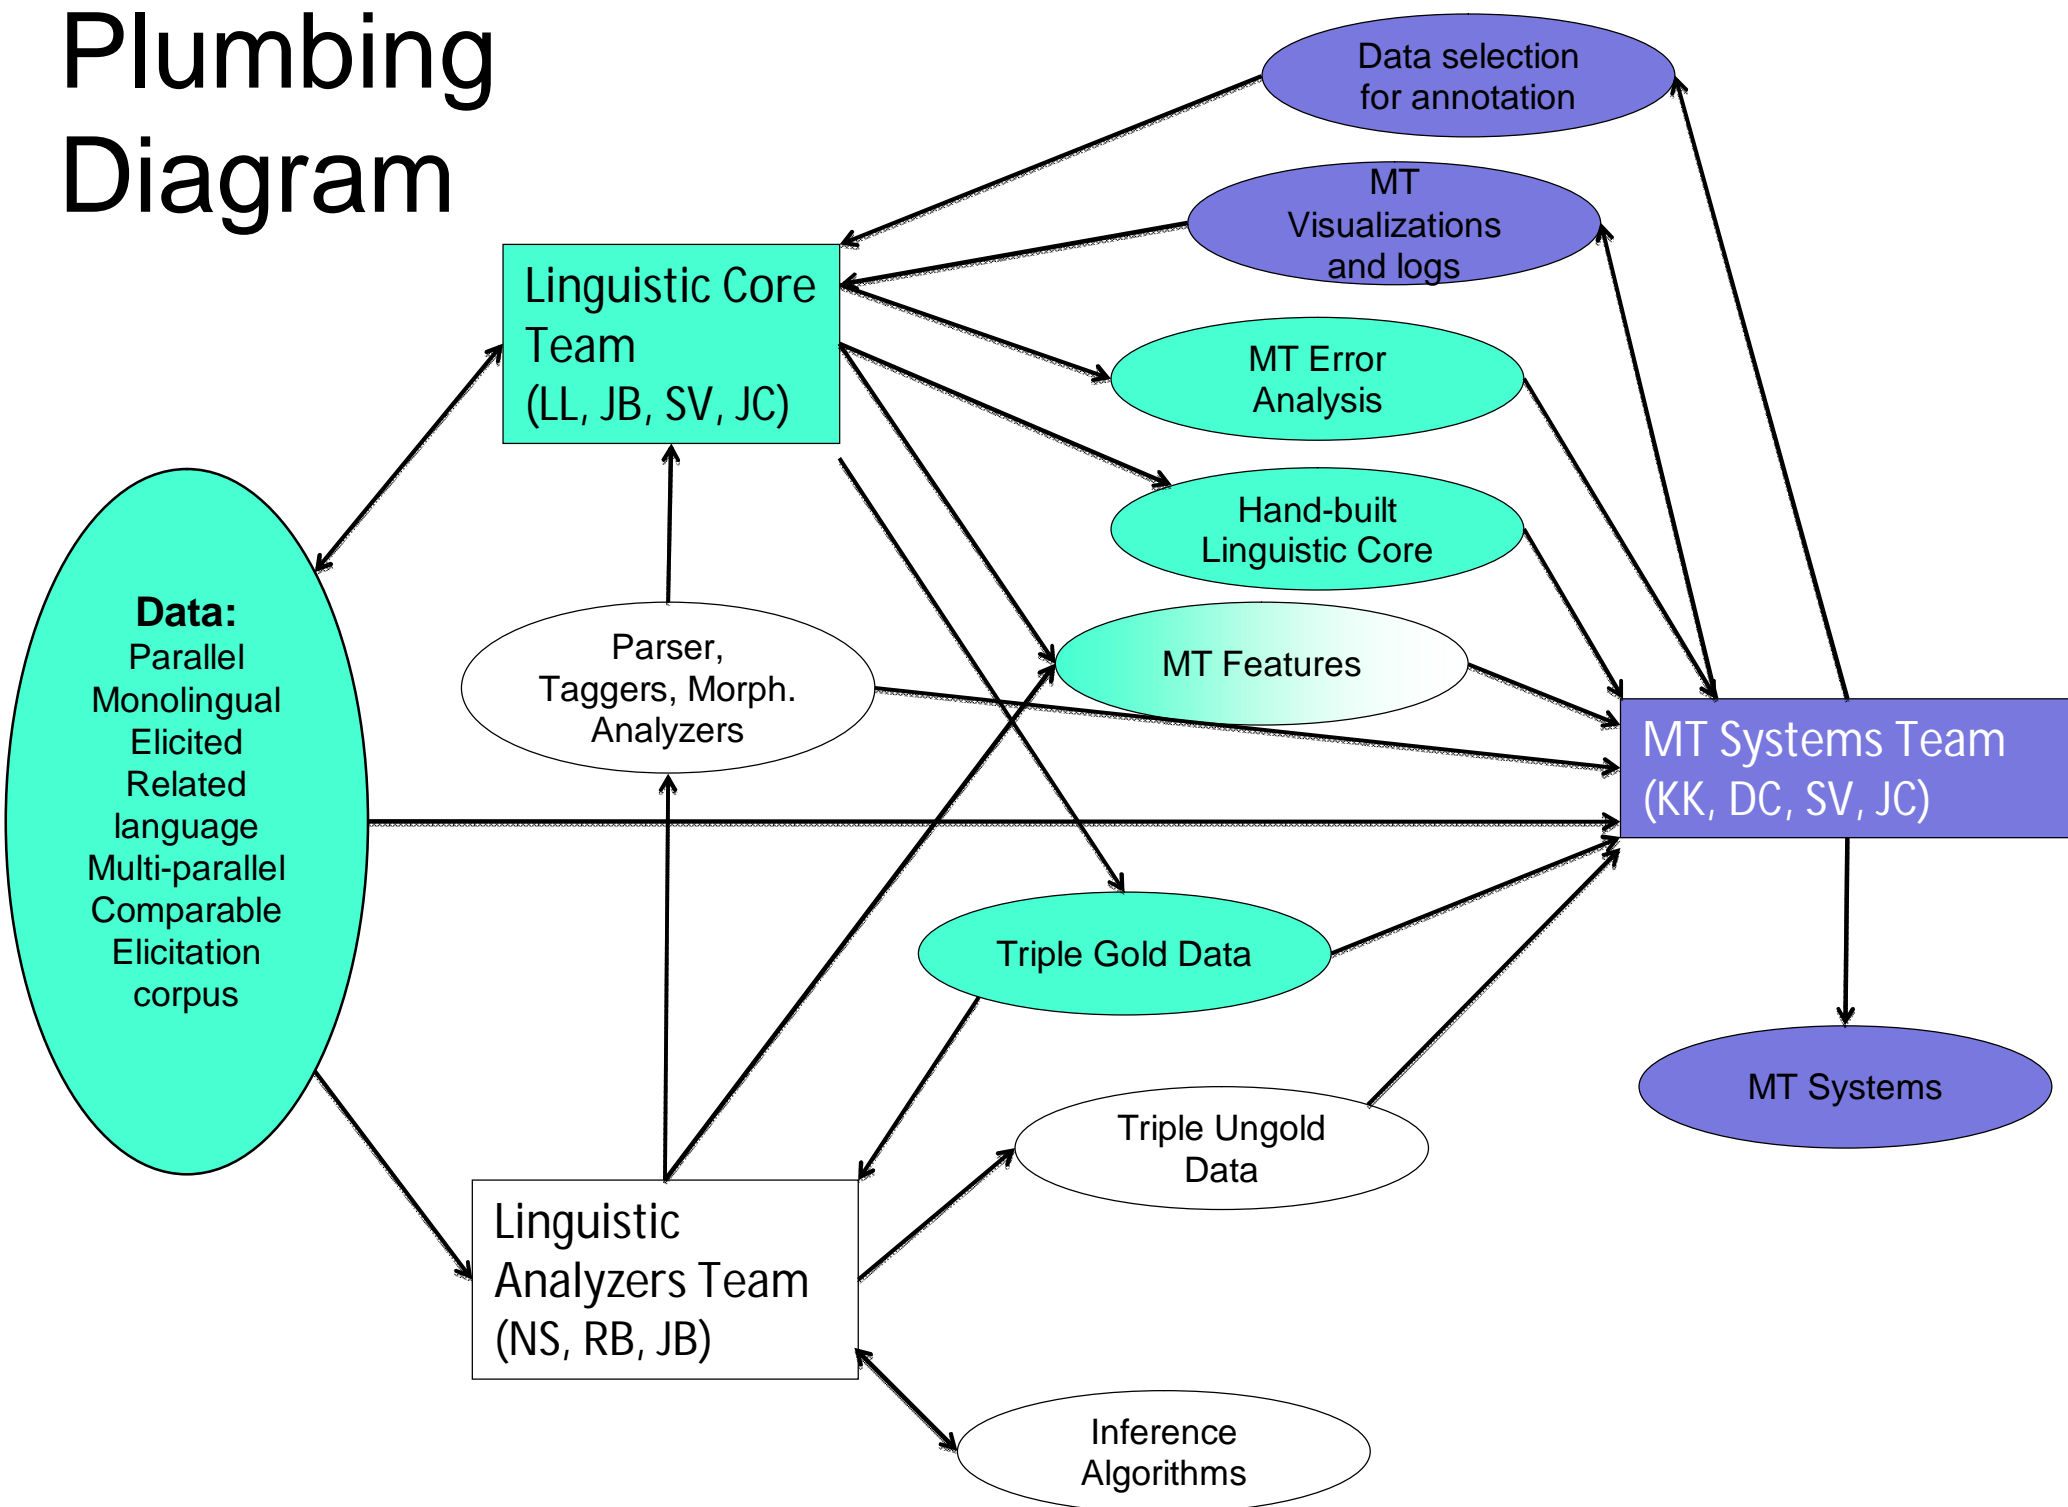 Plumbing
Diagram
Data selection
for annotation
MT
Visualizations
and logs
Linguistic Core
Team
(LL, JB, SV, JC)
MT Error
Analysis
Hand-built
Linguistic Core
Data:
Parallel
Monolingual
Elicited
Related
language
Multi-parallel
Comparable
Elicitation
corpus
Parser,
Taggers, Morph.
Analyzers
MT Features
MT Systems Team
(KK, DC, SV, JC)
Triple Gold Data
MT Systems
Triple Ungold
Data
Linguistic
Analyzers Team
(NS, RB, JB)
Inference
Algorithms